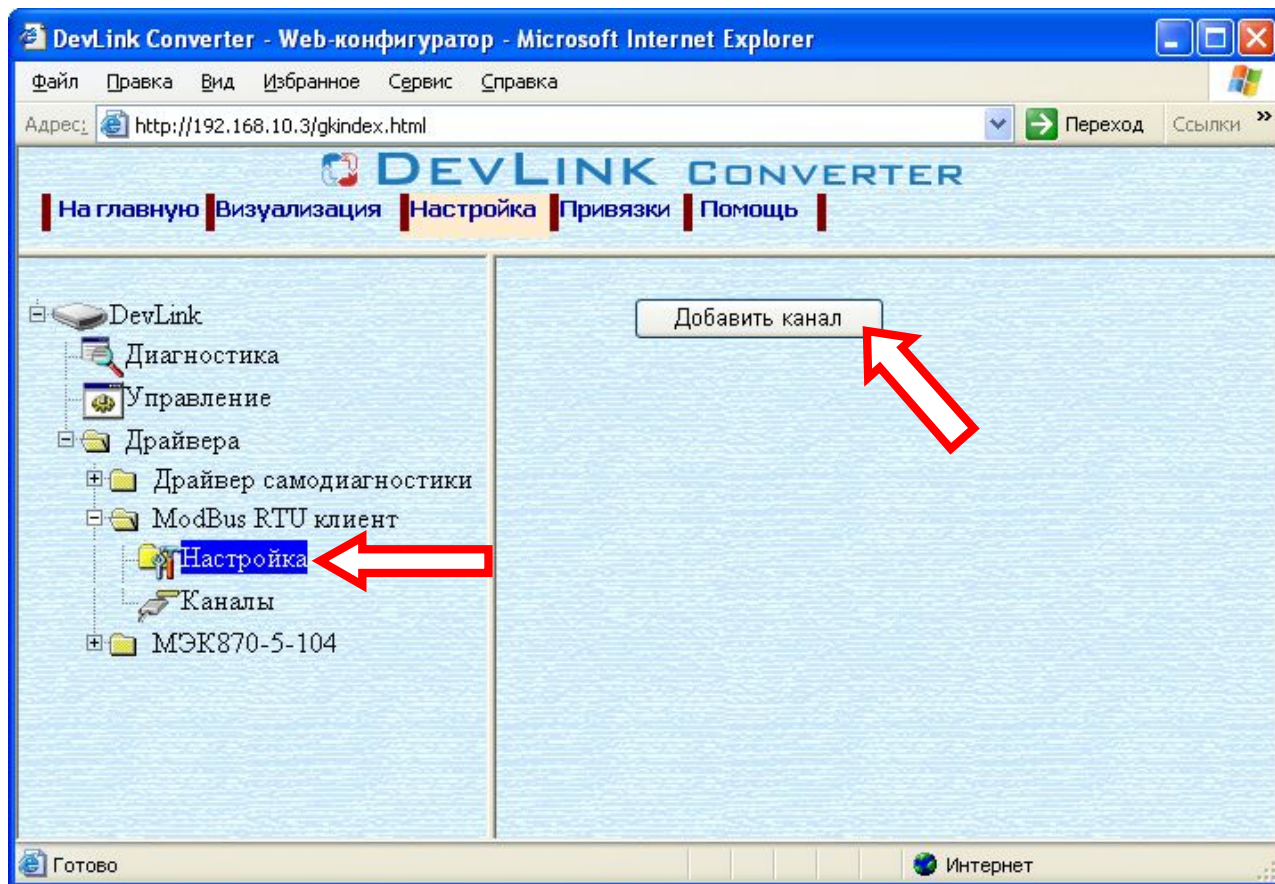 DevLink Converter - Web-конфигуратор - Microsoft Internet Explorer
Файл Правка Вид Избранное Сервис Справка
Адрес: http://192.168.10.3/gkindex.html Переход Ссылки »
DEVLINK CONVERTER
На главную Визуализация Настройка Привязки Помощь
DevLink
Диагностика
Управление
Драйвера
Драйвер самодиагностики
ModBus RTU клиент
Настройка
Каналы
МЭК870-5-104
Добавить канал
Готово Интернет